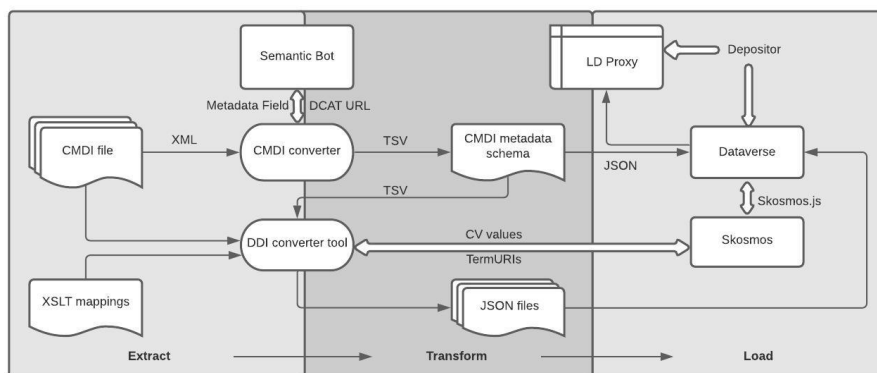 Semantic Bot
LD Proxy
Depositor
Metadata Field
DCAT URL
CMDI file
XML
CMDI converter
TSV
CMDI metadata
schema
JSON
Dataverse
TSV
Skosmos.js
DDI converter tool
CV values
TermURIs
Skosmos
XSLT mappings
JSON files
Extract
Transform
Load